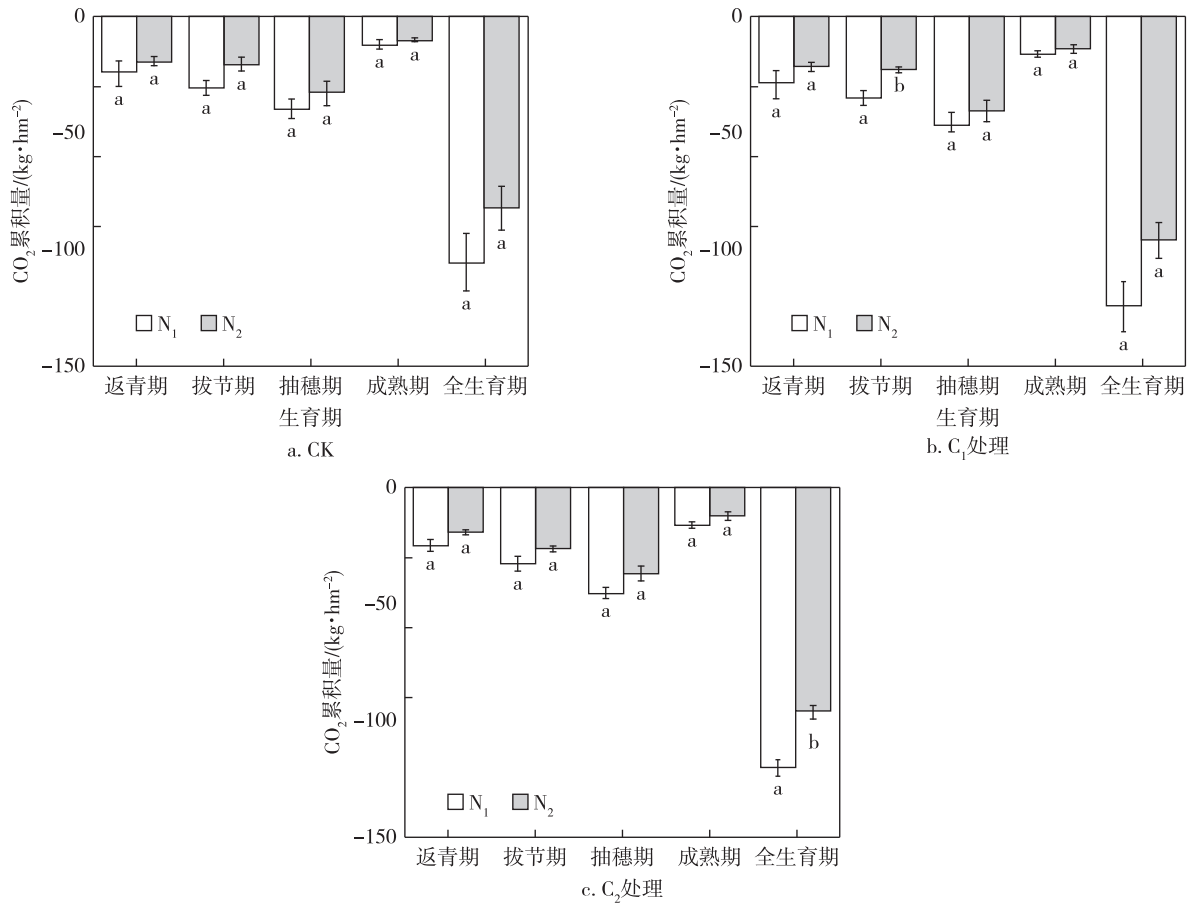 0
−50
−100
−150
CO₂累积量/(kg·hm⁻²)
a a a a a a a a a a
N₁ N₂
返青期 拔节期 抽穗期 成熟期 全生育期
生育期
a. CK
0
−50
−100
−150
CO₂累积量/(kg·hm⁻²)
a a a b a a a a a a
N₁ N₂
返青期 拔节期 抽穗期 成熟期 全生育期
生育期
b. C₁处理
0
−50
−100
−150
CO₂累积量/(kg·hm⁻²)
a a a a a a a a a b
N₁ N₂
返青期 拔节期 抽穗期 成熟期 全生育期
c. C₂处理